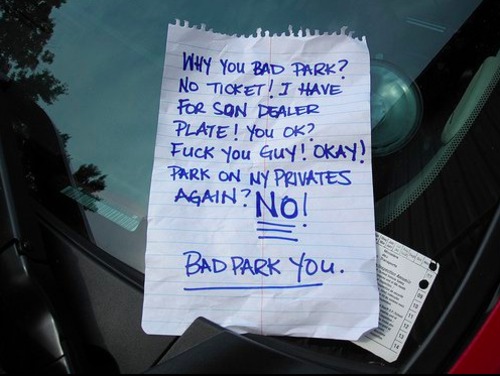 WHY YOU BAD PARK?
NO TICKET! I HAVE
FOR SON DEALER
PLATE! YOU OK?
FUCK YOU GUY! OKAY!
PARK ON MY PRIVATES
AGAIN? NO!
BAD PARK YOU.